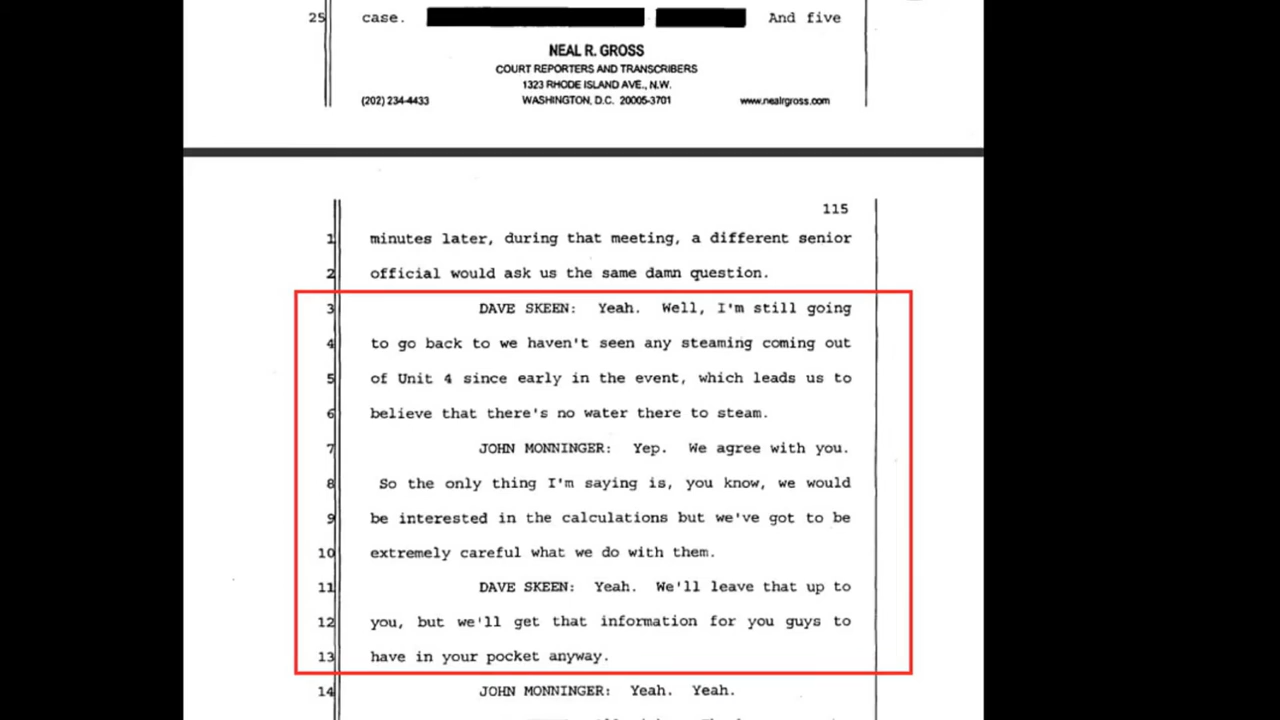 25 case. And five
NEAL R. GROSS
COURT REPORTERS AND TRANSCRIBERS
1323 RHODE ISLAND AVE., N.W.
(202) 234-4433 WASHINGTON, D.C. 20005-3701 www.nealrgross.com
115
1 minutes later, during that meeting, a different senior
2 official would ask us the same damn question.
3 DAVE SKEEN: Yeah. Well, I'm still going
4 to go back to we haven't seen any steaming coming out
5 of Unit 4 since early in the event, which leads us to
6 believe that there's no water there to steam.
7 JOHN MONNINGER: Yep. We agree with you.
8 So the only thing I'm saying is, you know, we would
9 be interested in the calculations but we've got to be
10 extremely careful what we do with them.
11 DAVE SKEEN: Yeah. We'll leave that up to
12 you, but we'll get that information for you guys to
13 have in your pocket anyway.
14 JOHN MONNINGER: Yeah. Yeah.